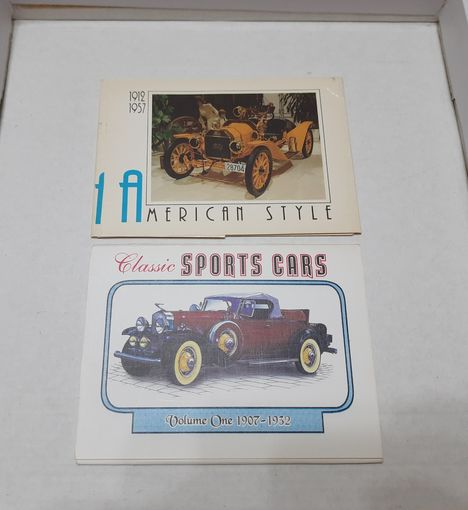 1912
1957
AMERICAN STYLE
Classic SPORTS CARS
Volume One 1907-1932